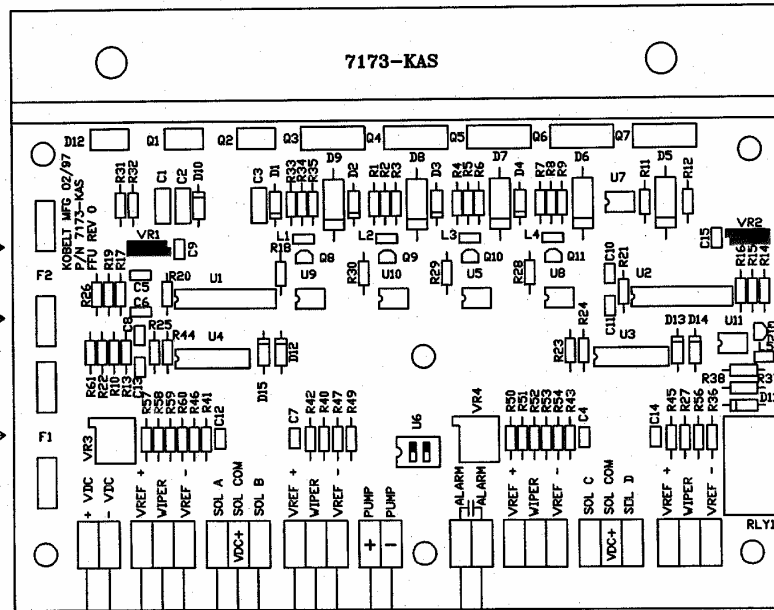 7173-KAS
D12 Q1 Q2 Q3 Q4 Q5 Q6 Q7
R31 R32 C1 C2 D10 C3 D1 R33 R34 R35 D9 D2 R1 R2 R3 D8 D3 R4 R5 R6 D7 D4 R7 R8 R9 D6 U7 R11 D5 R12
KOBELT MFG 02/97
P/N 7173-KAS
FFU REV 0
VR1 C9 L1 L2 L3 L4 C15 VR2
R18 Q8 Q9 Q10 Q11
F2 R26 R19 R17 C5 C6 R20 U1 U9 R30 U10 R29 U5 R28 U8 C10 C11 R21 U2 R16 R15 R14
C8 R25 R44 U4 D12 R24 U3 D13 D14 U11
R61 R22 R10 R13 C13 D15 R23 R38
F1 VR3 R57 R58 R59 R60 R46 R41 C12 C7 R42 R40 R47 R49 U6 VR4 R50 R51 R52 R53 R54 R43 C4 C14 R45 R27 R56 R36
+ VDC
- VDC
VREF +
WIPER
VREF -
SOL A
SOL COM
SOL B
VREF +
WIPER
VREF -
PUMP
PUMP
ALARM
ALARM
VREF +
WIPER
VREF -
SOL C
SOL COM
SOL D
VREF +
WIPER
VREF -
RLY1
VDC+
+
-
VDC+